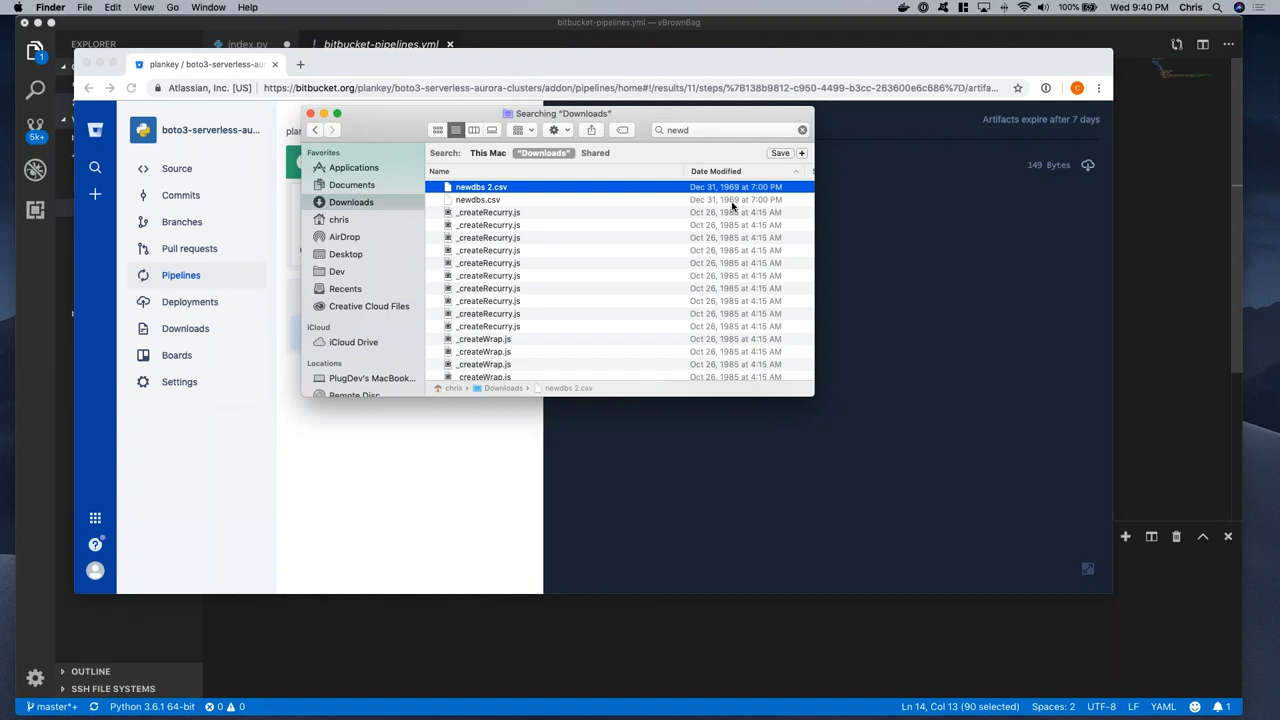 Finder File Edit View Go Window Help
100% Wed 9:40 PM Chris
bitbucket-pipelines.yml — vBrownBag
EXPLORER
index.py
bitbucket-pipelines.yml
5k+
1
plankey / boto3-serverless-aur
Atlassian, Inc. [US]
https://bitbucket.org/plankey/boto3-serverless-aurora-clusters/addon/pipelines/home#!/results/11/steps/%7B138b9812-c950-4499-b3cc-263600e6c686%7D/artifa...
C
boto3-serverless-au...
Source
Commits
Branches
Pull requests
Pipelines
Deployments
Downloads
Boards
Settings
Artifacts expire after 7 days
149 Bytes
Searching "Downloads"
newd
Search: This Mac "Downloads" Shared
Save
Name Date Modified
newdbs 2.csv Dec 31, 1969 at 7:00 PM
newdbs.csv Dec 31, 1969 at 7:00 PM
_createRecurry.js Oct 26, 1985 at 4:15 AM
_createRecurry.js Oct 26, 1985 at 4:15 AM
_createRecurry.js Oct 26, 1985 at 4:15 AM
_createRecurry.js Oct 26, 1985 at 4:15 AM
_createRecurry.js Oct 26, 1985 at 4:15 AM
_createRecurry.js Oct 26, 1985 at 4:15 AM
_createRecurry.js Oct 26, 1985 at 4:15 AM
_createRecurry.js Oct 26, 1985 at 4:15 AM
_createRecurry.js Oct 26, 1985 at 4:15 AM
_createRecurry.js Oct 26, 1985 at 4:15 AM
_createWrap.js Oct 26, 1985 at 4:15 AM
_createWrap.js Oct 26, 1985 at 4:15 AM
_createWrap.js Oct 26, 1985 at 4:15 AM
_createWrap.js Oct 26, 1985 at 4:15 AM
chris › Downloads › newdbs 2.csv
Favorites
Applications
Documents
Downloads
chris
AirDrop
Desktop
Dev
Recents
Creative Cloud Files
iCloud
iCloud Drive
Locations
PlugDev's MacBook...
Remote Disc
OUTLINE
SSH FILE SYSTEMS
master*+ Python 3.6.1 64-bit 0 0
Ln 14, Col 13 (90 selected) Spaces: 2 UTF-8 LF YAML 1